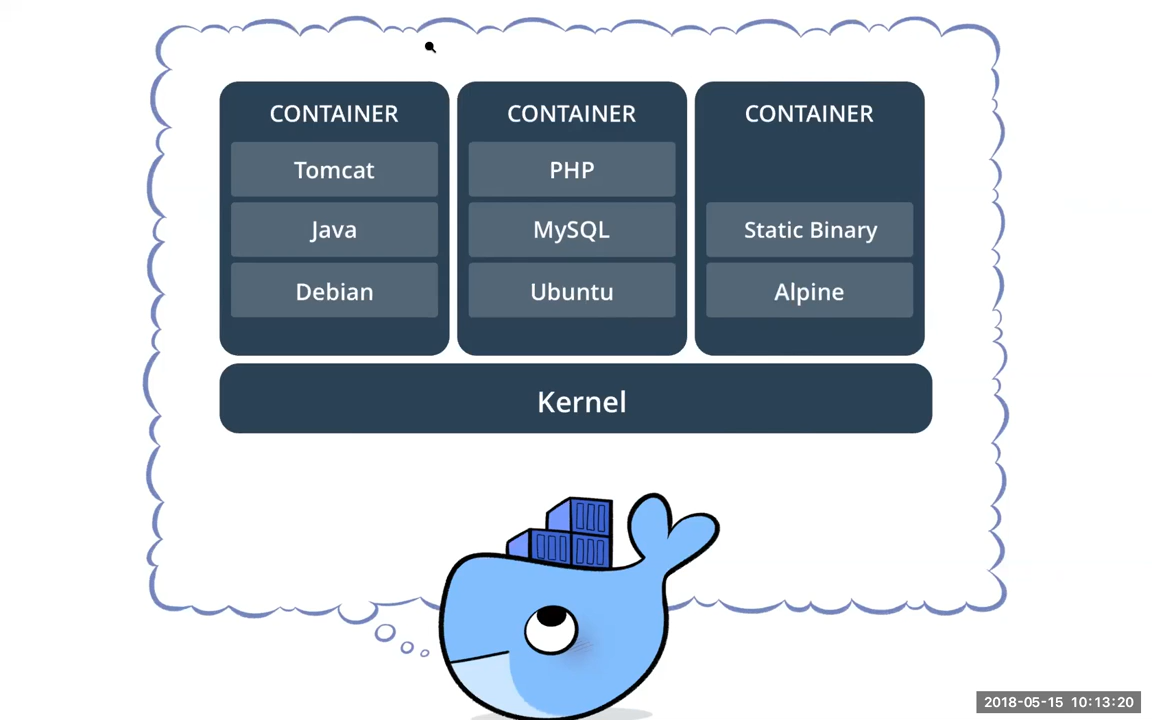 CONTAINER
Tomcat
Java
Debian
CONTAINER
PHP
MySQL
Ubuntu
CONTAINER
Static Binary
Alpine
Kernel
2018-05-15 10:13:20